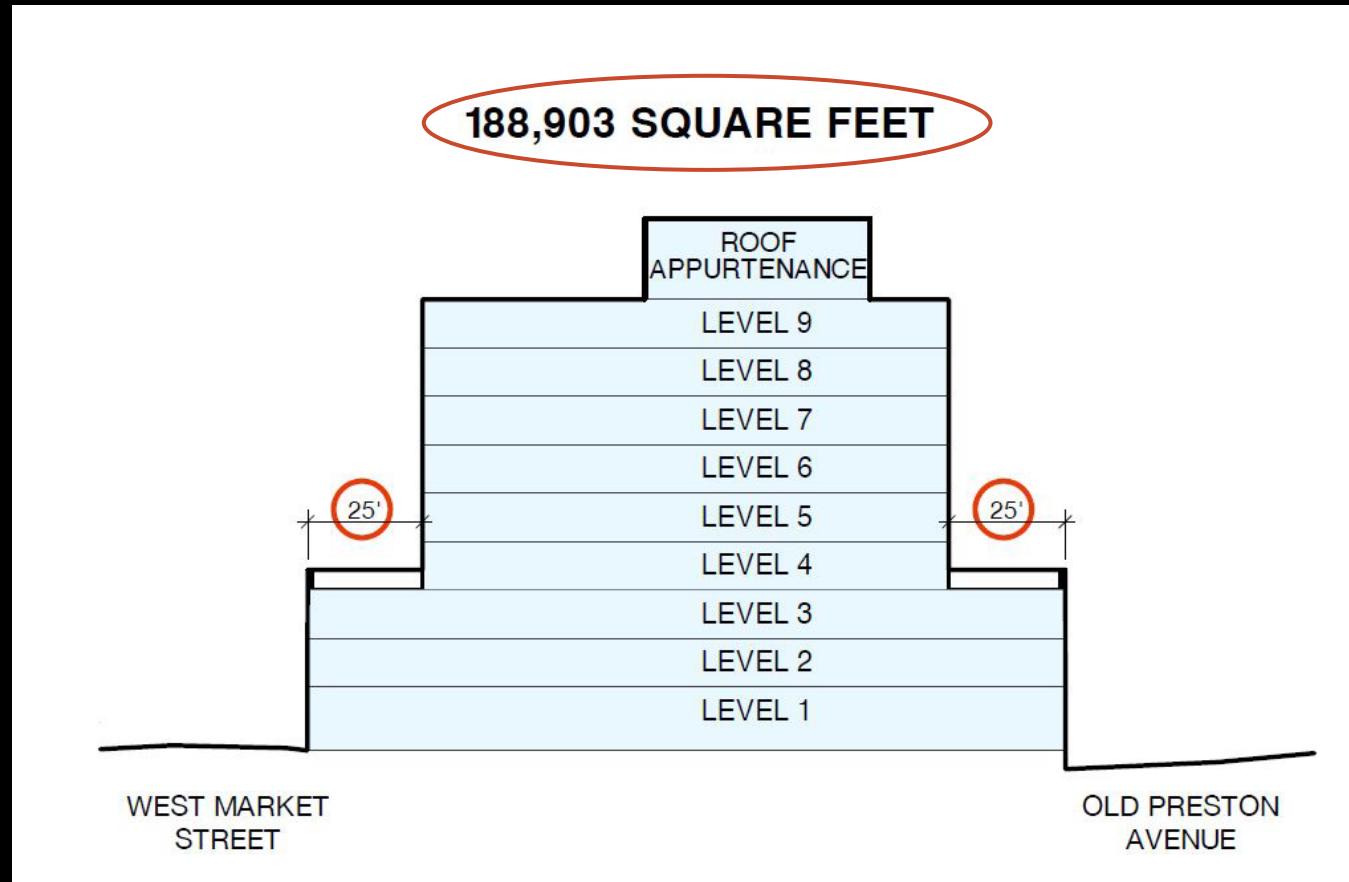 188,903 SQUARE FEET
ROOF
APPURTENANCE
LEVEL 9
LEVEL 8
LEVEL 7
LEVEL 6
25'
LEVEL 5
25'
LEVEL 4
LEVEL 3
LEVEL 2
LEVEL 1
WEST MARKET
STREET
OLD PRESTON
AVENUE